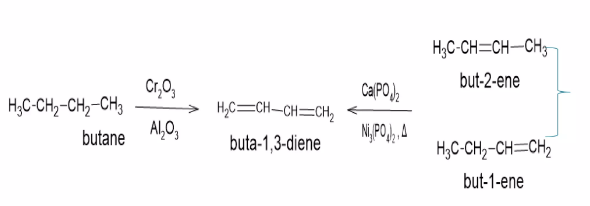 H₃C-CH₂-CH₂-CH₃
butane
Cr₂O₃
Al₂O₃
H₂C=CH-CH=CH₂
buta-1,3-diene
Ca(PO₄)₂
Ni₃(PO₄)₂, Δ
H₃C-CH=CH-CH₃
but-2-ene
H₃C-CH₂-CH=CH₂
but-1-ene